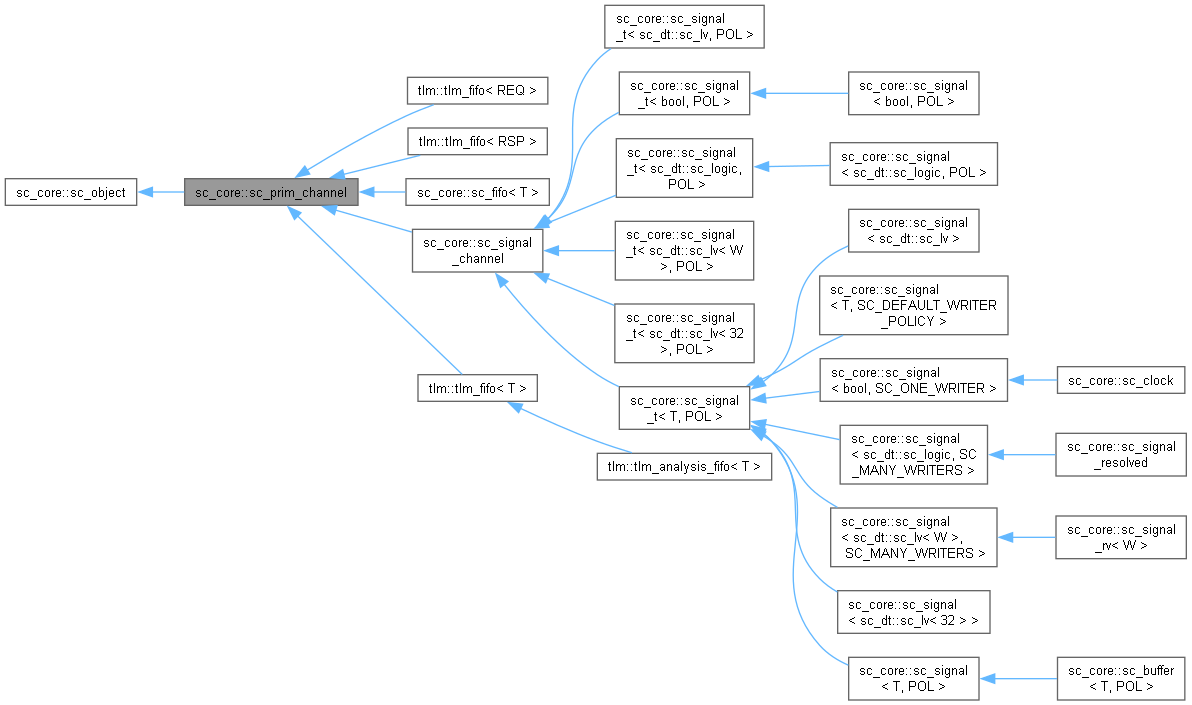 sc_core::sc_object
sc_core::sc_prim_channel
tlm::tlm_fifo< REQ >
tlm::tlm_fifo< RSP >
sc_core::sc_fifo< T >
sc_core::sc_signal
_channel
tlm::tlm_fifo< T >
sc_core::sc_signal
_t< sc_dt::sc_lv, POL >
sc_core::sc_signal
_t< bool, POL >
sc_core::sc_signal
_t< sc_dt::sc_logic,
POL >
sc_core::sc_signal
_t< sc_dt::sc_lv< W
>, POL >
sc_core::sc_signal
_t< sc_dt::sc_lv< 32
>, POL >
sc_core::sc_signal
_t< T, POL >
tlm::tlm_analysis_fifo< T >
sc_core::sc_signal
< bool, POL >
sc_core::sc_signal
< sc_dt::sc_logic, POL >
sc_core::sc_signal
< sc_dt::sc_lv >
sc_core::sc_signal
< T, SC_DEFAULT_WRITER
_POLICY >
sc_core::sc_signal
< bool, SC_ONE_WRITER >
sc_core::sc_signal
< sc_dt::sc_logic, SC
_MANY_WRITERS >
sc_core::sc_signal
< sc_dt::sc_lv< W >,
SC_MANY_WRITERS >
sc_core::sc_signal
< sc_dt::sc_lv< 32 > >
sc_core::sc_signal
< T, POL >
sc_core::sc_clock
sc_core::sc_signal
_resolved
sc_core::sc_signal
_rv< W >
sc_core::sc_buffer
< T, POL >